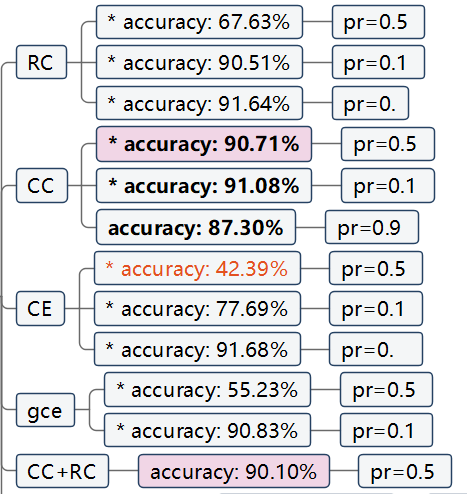 RC
* accuracy: 67.63% pr=0.5
* accuracy: 90.51% pr=0.1
* accuracy: 91.64% pr=0.
CC
* accuracy: 90.71% pr=0.5
* accuracy: 91.08% pr=0.1
accuracy: 87.30% pr=0.9
CE
* accuracy: 42.39% pr=0.5
* accuracy: 77.69% pr=0.1
* accuracy: 91.68% pr=0.
gce
* accuracy: 55.23% pr=0.5
* accuracy: 90.83% pr=0.1
CC+RC accuracy: 90.10% pr=0.5